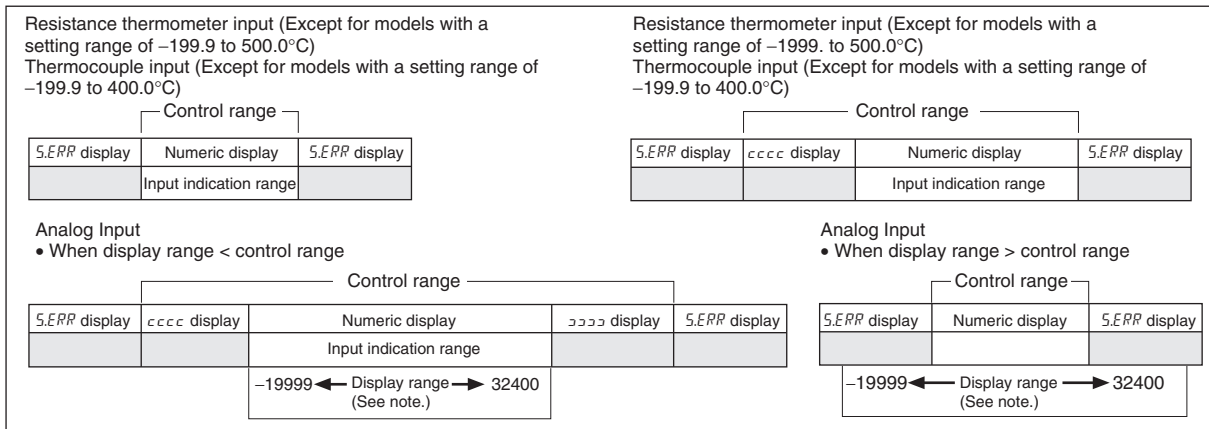 Resistance thermometer input (Except for models with a
setting range of −199.9 to 500.0°C)
Thermocouple input (Except for models with a setting range of
−199.9 to 400.0°C)
Control range
S.ERR display Numeric display S.ERR display
Input indication range
Resistance thermometer input (Except for models with a
setting range of −1999. to 500.0°C)
Thermocouple input (Except for models with a setting range of
−199.9 to 400.0°C)
Control range
S.ERR display cccc display Numeric display S.ERR display
Input indication range
Analog Input
• When display range < control range
Control range
S.ERR display cccc display Numeric display ɔɔɔɔ display S.ERR display
Input indication range
−19999 Display range 32400
(See note.)
Analog Input
• When display range > control range
Control range
S.ERR display Numeric display S.ERR display
−19999 Display range 32400
(See note.)